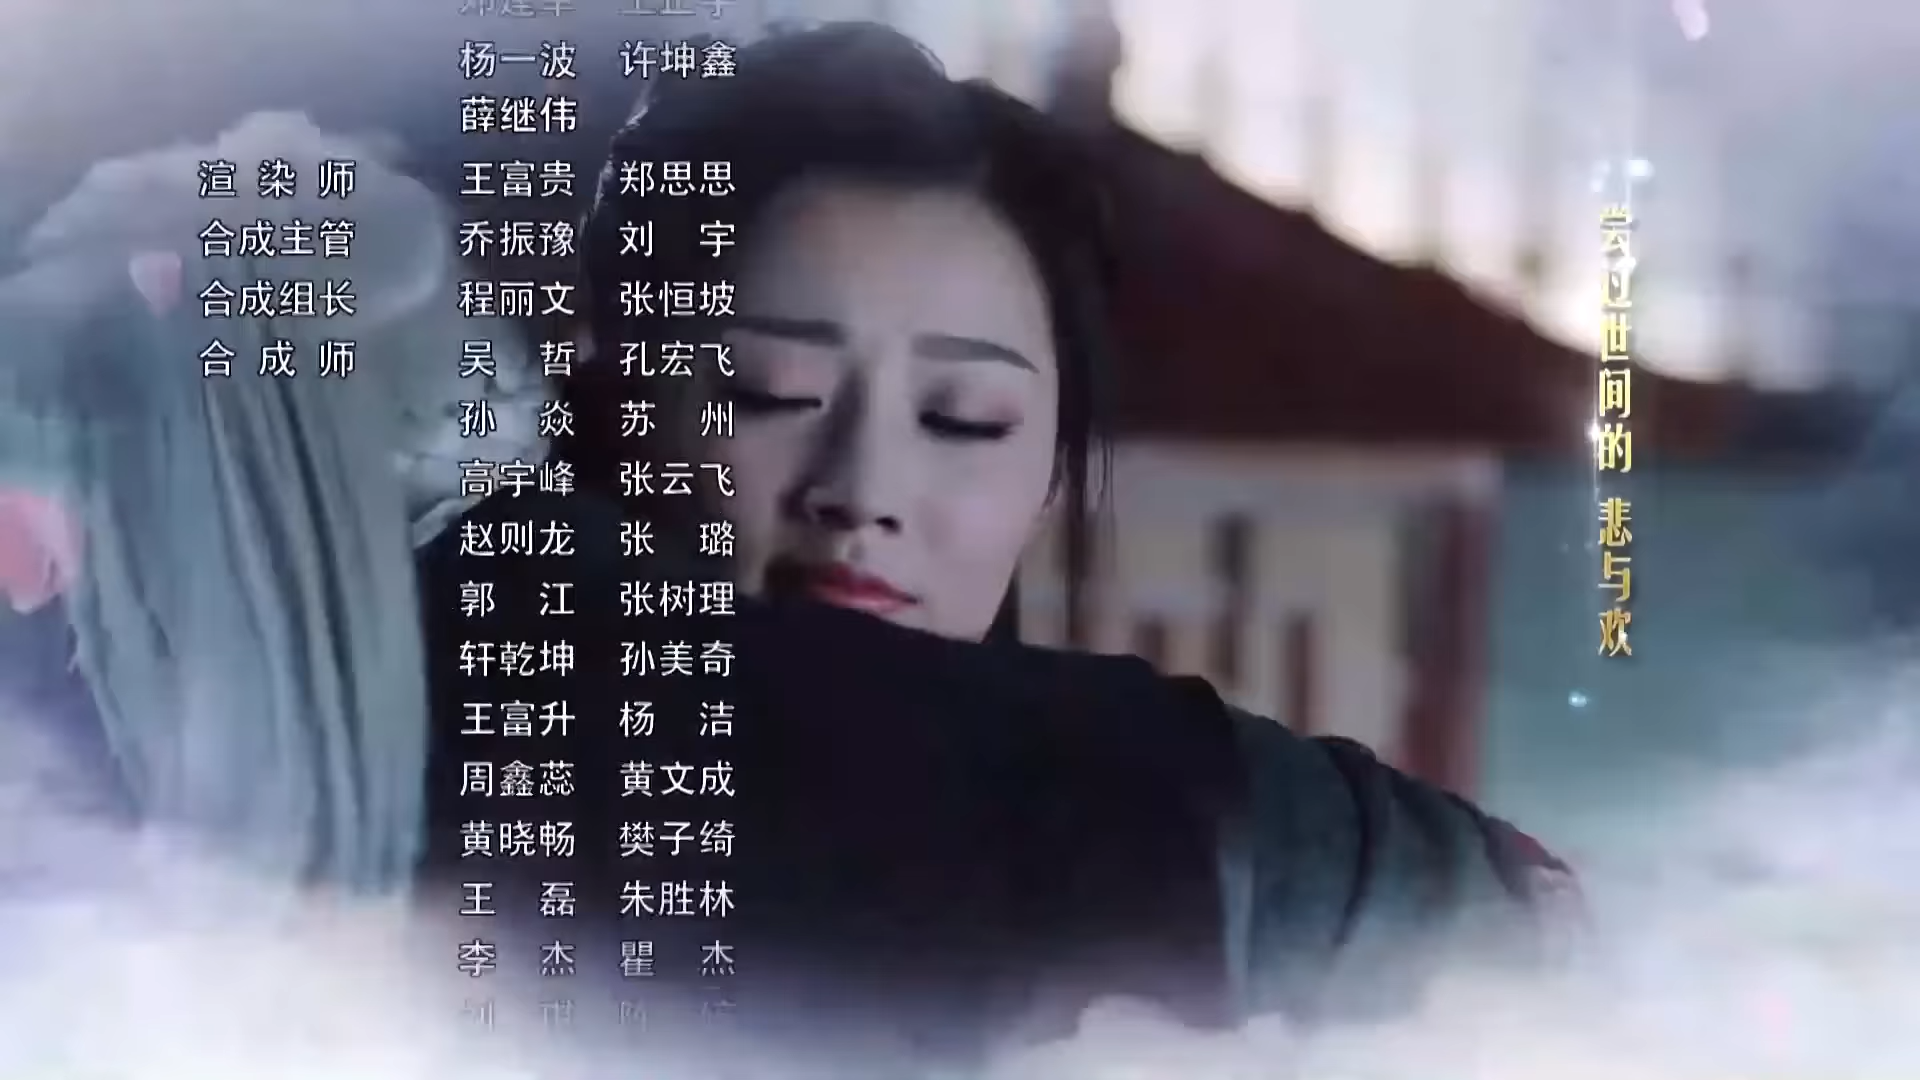 杨一波 许坤鑫
薛继伟
渲染师 王富贵 郑思思
合成主管 乔振豫 刘宇
合成组长 程丽文 张恒坡
合成师 吴哲 孔宏飞
孙焱 苏州
高宇峰 张云飞
赵则龙 张璐
郭江 张树理
轩乾坤 孙美奇
王富升 杨洁
周鑫蕊 黄文成
黄晓畅 樊子绮
王磊 朱胜林
李杰 瞿杰
尝过世间的 悲与欢